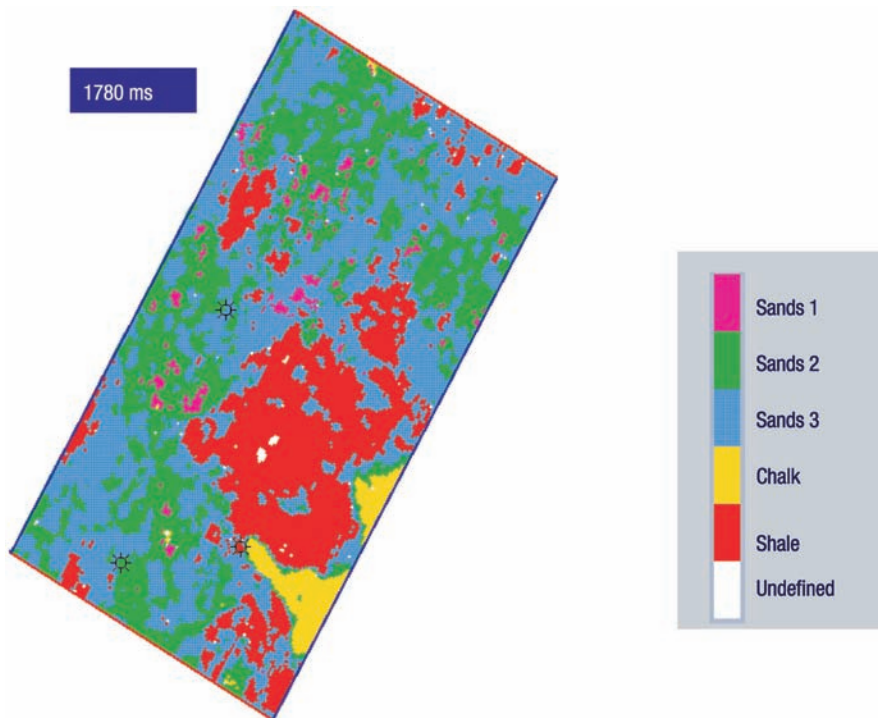 1780 ms
Sands 1
Sands 2
Sands 3
Chalk
Shale
Undefined